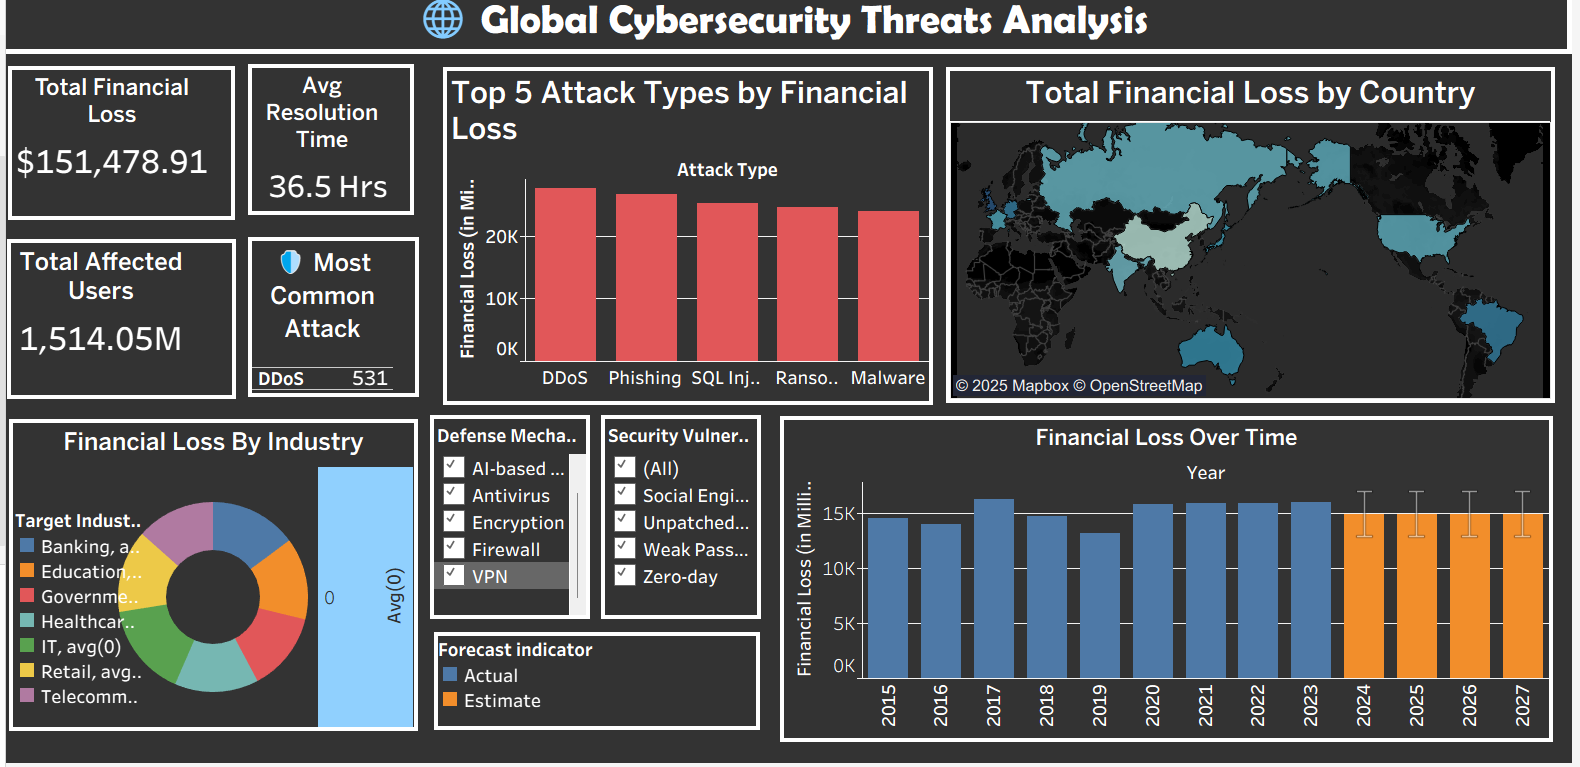 Global Cybersecurity Threats Analysis
Total Financial
Loss
$151,478.91
Avg
Resolution
Time
36.5 Hrs
Total Affected
Users
1,514.05M
Most
Common
Attack
DDoS 531
Top 5 Attack Types by Financial
Loss
Attack Type
Financial Loss (in Mi..
20K
10K
0K
DDoS Phishing SQL Inj.. Ranso.. Malware
Total Financial Loss by Country
© 2025 Mapbox © OpenStreetMap
Financial Loss By Industry
Target Indust..
Banking, a..
Education,..
Governme..
Healthcar..
IT, avg(0)
Retail, avg..
Telecomm..
0
Avg(0)
Defense Mecha..
AI-based ...
Antivirus
Encryption
Firewall
VPN
Security Vulner..
(All)
Social Engi...
Unpatched...
Weak Pass...
Zero-day
Forecast indicator
Actual
Estimate
Financial Loss Over Time
Year
Financial Loss (in Milli..
15K
10K
5K
0K
2015 2016 2017 2018 2019 2020 2021 2022 2023 2024 2025 2026 2027